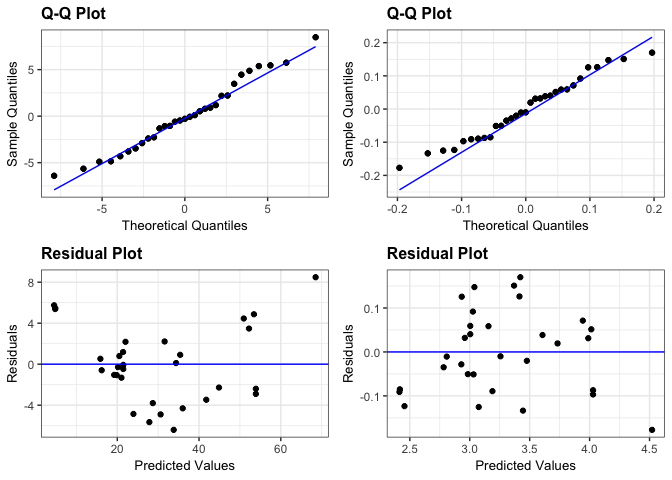 Q-Q Plot
Sample Quantiles
5
0
-5
-5
0
5
Theoretical Quantiles
Q-Q Plot
Sample Quantiles
0.2
0.1
0.0
-0.1
-0.2
-0.2
-0.1
0.0
0.1
0.2
Theoretical Quantiles
Residual Plot
Residuals
8
4
0
-4
20
40
60
Predicted Values
Residual Plot
Residuals
0.1
0.0
-0.1
2.5
3.0
3.5
4.0
4.5
Predicted Values